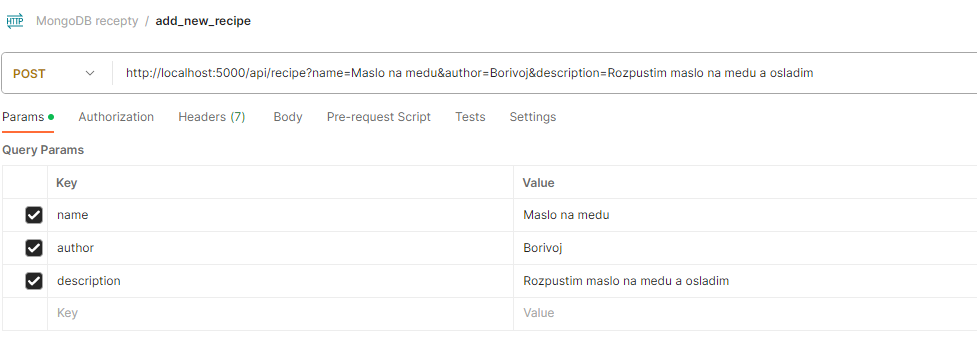 HTTP MongoDB recepty / add_new_recipe
POST http://localhost:5000/api/recipe?name=Maslo na medu&author=Borivoj&description=Rozpustim maslo na medu a osladim
Params Authorization Headers (7) Body Pre-request Script Tests Settings
Query Params
Key Value
name Maslo na medu
author Borivoj
description Rozpustim maslo na medu a osladim
Key Value